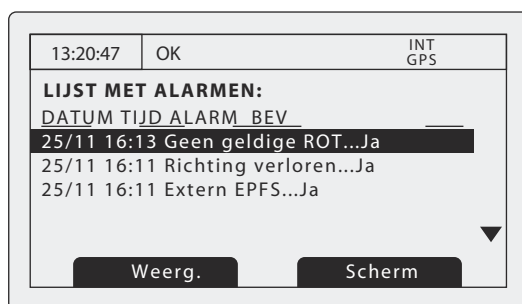 13:20:47 OK INT
GPS
LIJST MET ALARMEN:
DATUM TIJD ALARM BEV
25/11 16:13 Geen geldige ROT...Ja
25/11 16:11 Richting verloren...Ja
25/11 16:11 Extern EPFS...Ja
Weerg. Scherm